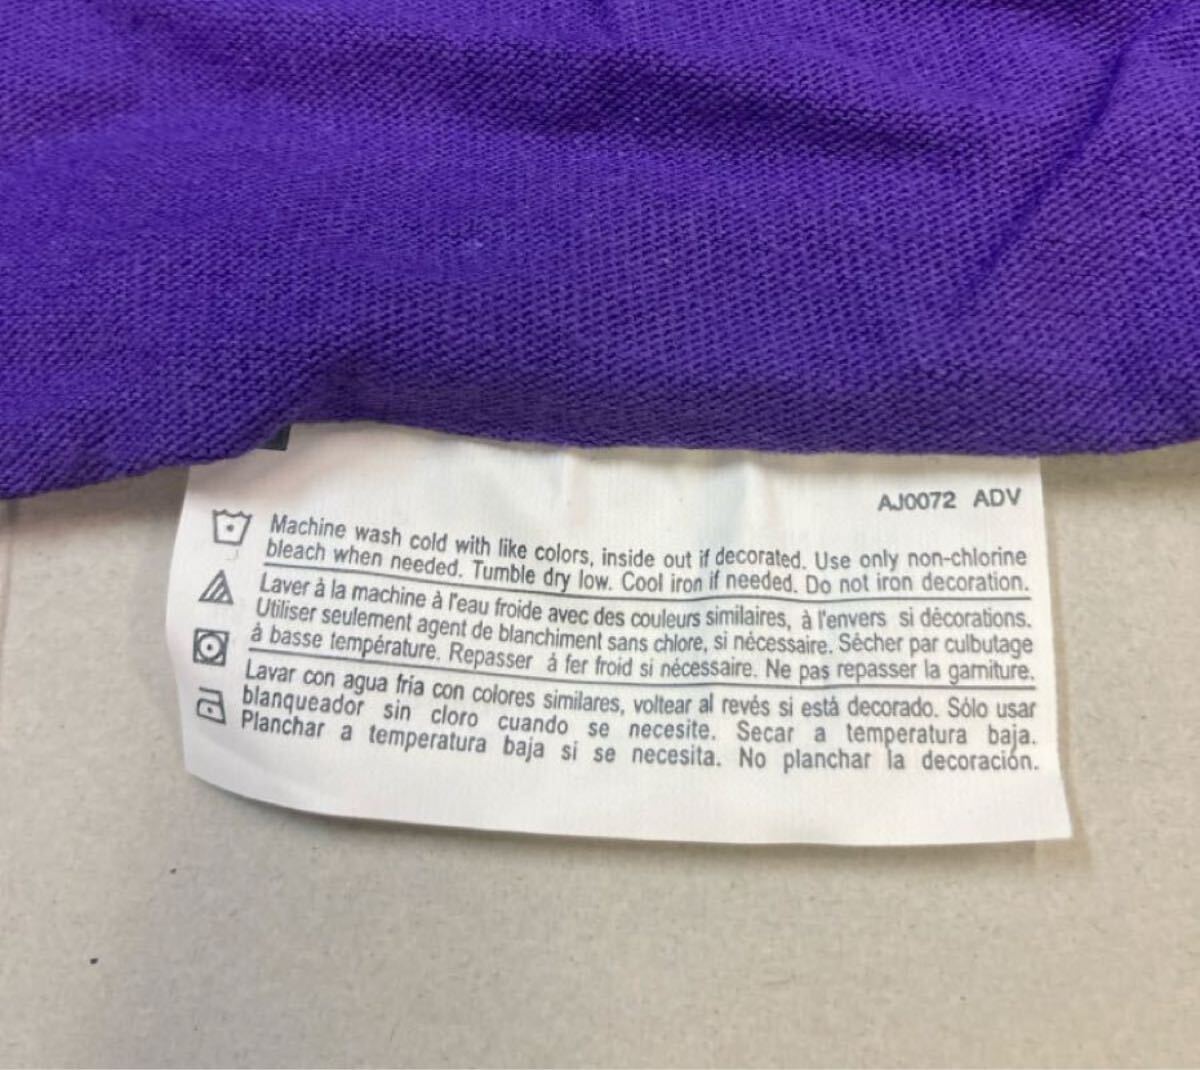 AJ0072 ADV
Machine wash cold with like colors, inside out if decorated. Use only non-chlorine
bleach when needed. Tumble dry low. Cool iron if needed. Do not iron decoration.
Laver à la machine à l'eau froide avec des couleurs similaires, à l'envers si décorations.
Utiliser seulement agent de blanchiment sans chlore, si nécessaire. Sécher par culbutage
à basse température. Repasser à fer froid si nécessaire. Ne pas repasser la garniture.
Lavar con agua fria con colores similares, voltear al revés si está decorado. Sólo usar
blanqueador sin cloro cuando se necesite. Secar a temperatura baja.
Planchar a temperatura baja si se necesita. No planchar la decoración.